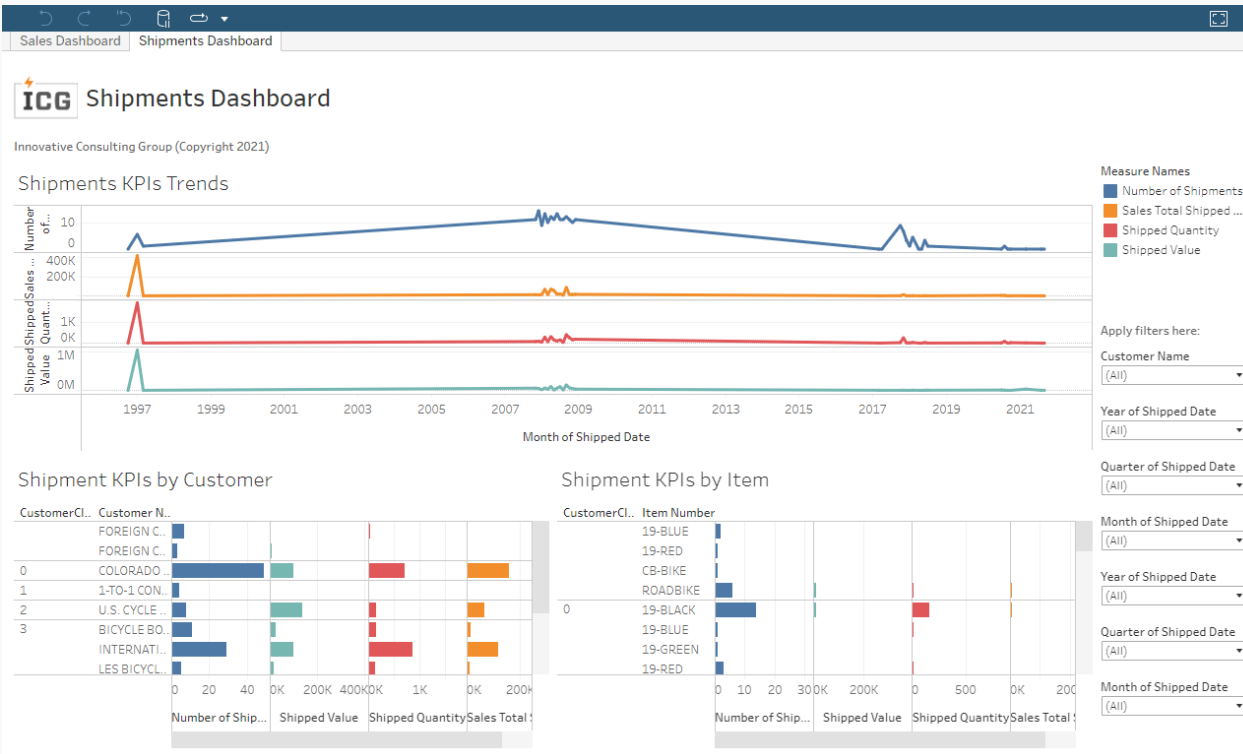 Sales Dashboard Shipments Dashboard
ICG Shipments Dashboard
Innovative Consulting Group (Copyright 2021)
Shipments KPIs Trends
Number of...
10
0
Sales ...
400K
200K
Shipped Quant...
1K
0K
Shipped Value
1M
0M
1997 1999 2001 2003 2005 2007 2009 2011 2013 2015 2017 2019 2021
Month of Shipped Date
Measure Names
Number of Shipments
Sales Total Shipped ...
Shipped Quantity
Shipped Value
Apply filters here:
Customer Name
(All)
Year of Shipped Date
(All)
Quarter of Shipped Date
(All)
Month of Shipped Date
(All)
Year of Shipped Date
(All)
Quarter of Shipped Date
(All)
Month of Shipped Date
(All)
Shipment KPIs by Customer
CustomerCl.. Customer N..
FOREIGN C..
FOREIGN C..
0 COLORADO ..
1 1-TO-1 CON..
2 U.S. CYCLE ..
3 BICYCLE BO..
INTERNATI..
LES BICYCL..
0 20 40 0K 200K 400K 0K 1K 0K 200K
Number of Ship... Shipped Value Shipped Quantity Sales Total
Shipment KPIs by Item
CustomerCl.. Item Number
19-BLUE
19-RED
CB-BIKE
ROADBIKE
0 19-BLACK
19-BLUE
19-GREEN
19-RED
0 10 20 30 0K 200K 0 500 0K 200
Number of Ship... Shipped Value Shipped Quantity Sales Total